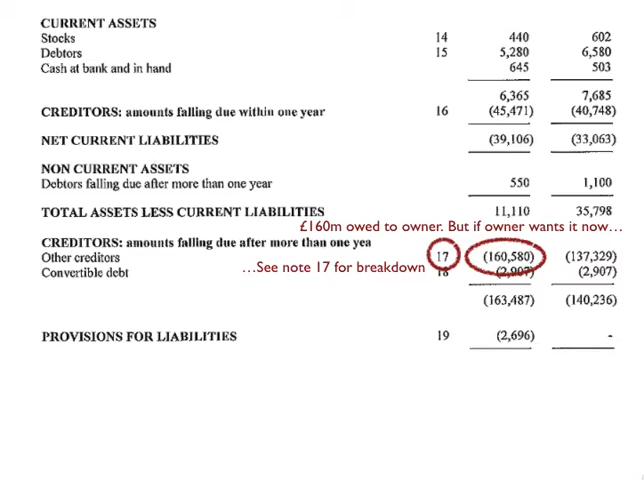 CURRENT ASSETS
Stocks 14 440 602
Debtors 15 5,280 6,580
Cash at bank and in hand 645 503
6,365 7,685
CREDITORS: amounts falling due within one year 16 (45,471) (40,748)
NET CURRENT LIABILITIES (39,106) (33,063)
NON CURRENT ASSETS
Debtors falling due after more than one year 550 1,100
TOTAL ASSETS LESS CURRENT LIABILITIES 11,110 35,798
£160m owed to owner. But if owner wants it now…
CREDITORS: amounts falling due after more than one yea
Other creditors 17 (160,580) (137,329)
…See note 17 for breakdown
Convertible debt 18 (2,907) (2,907)
(163,487) (140,236)
PROVISIONS FOR LIABILITIES 19 (2,696) -